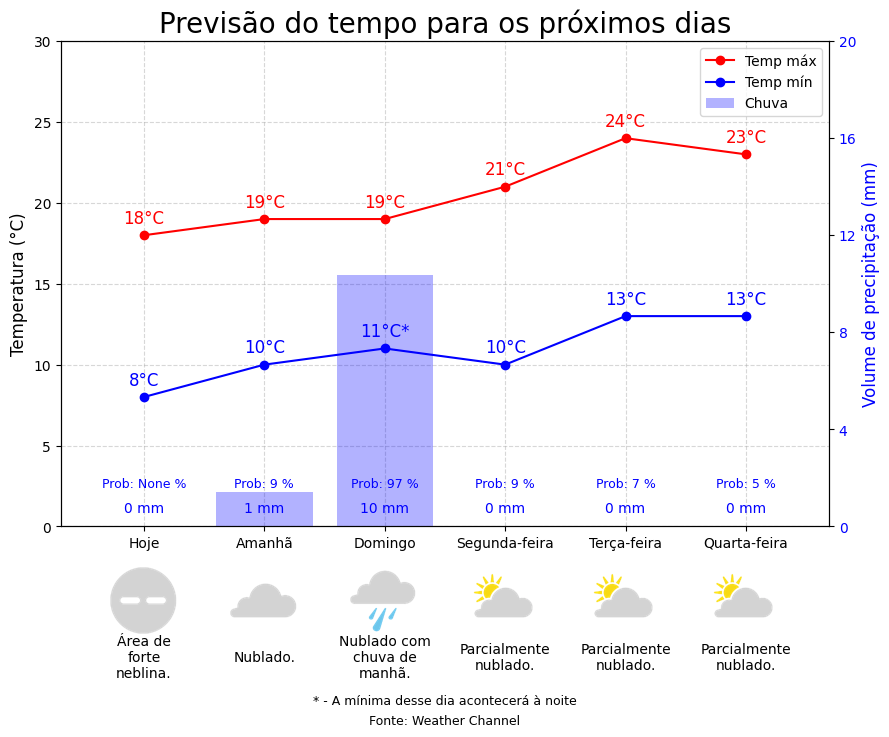 Previsão do tempo para os próximos dias
30
25
20
15
10
5
0
Temperatura (°C)
20
16
12
8
4
0
Volume de precipitação (mm)
Temp máx
Temp mín
Chuva
18°C
19°C
19°C
21°C
24°C
23°C
8°C
10°C
11°C*
10°C
13°C
13°C
Prob: None %
Prob: 9 %
Prob: 97 %
Prob: 9 %
Prob: 7 %
Prob: 5 %
0 mm
1 mm
10 mm
0 mm
0 mm
0 mm
Hoje
Amanhã
Domingo
Segunda-feira
Terça-feira
Quarta-feira
Área de
forte
neblina.
Nublado.
Nublado com
chuva de
manhã.
Parcialmente
nublado.
Parcialmente
nublado.
Parcialmente
nublado.
* - A mínima desse dia acontecerá à noite
Fonte: Weather Channel